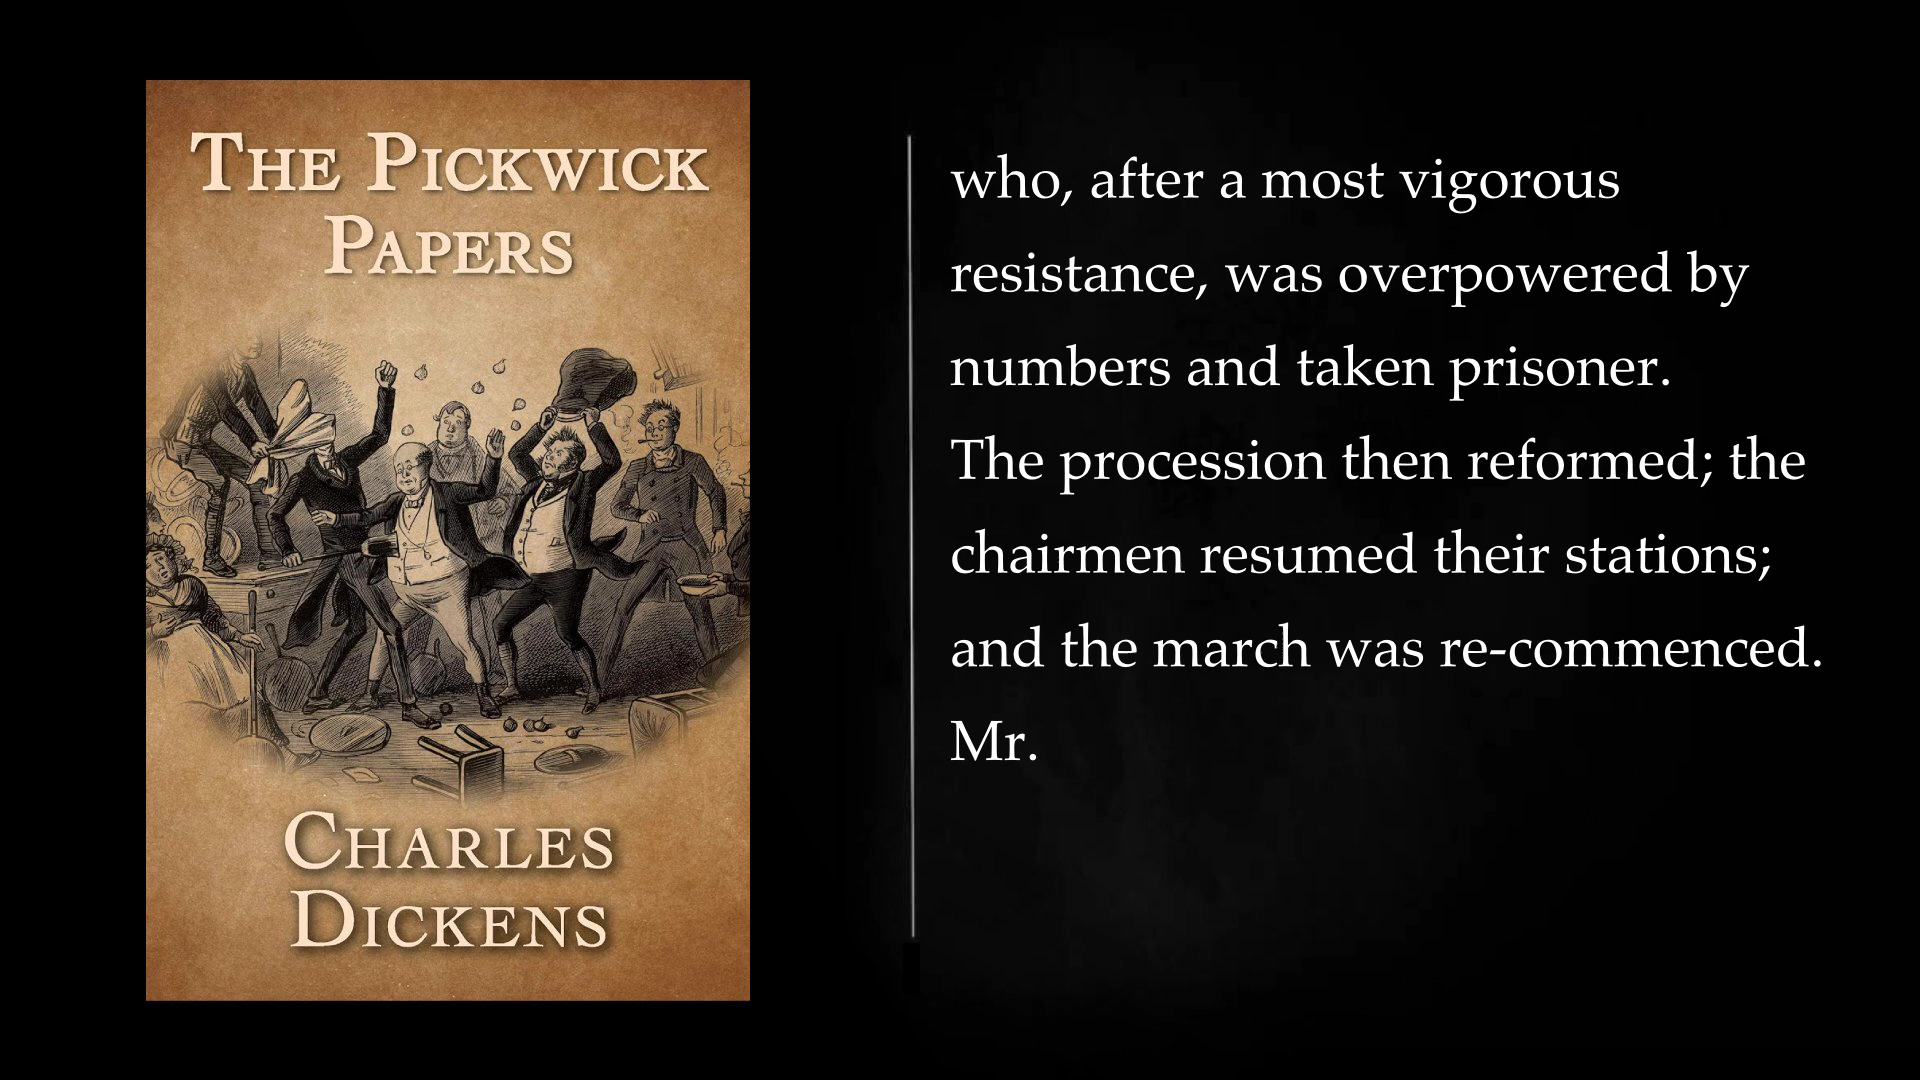 THE PICKWICK
PAPERS
CHARLES
DICKENS
who, after a most vigorous
resistance, was overpowered by
numbers and taken prisoner.
The procession then reformed; the
chairmen resumed their stations;
and the march was re-commenced.
Mr.